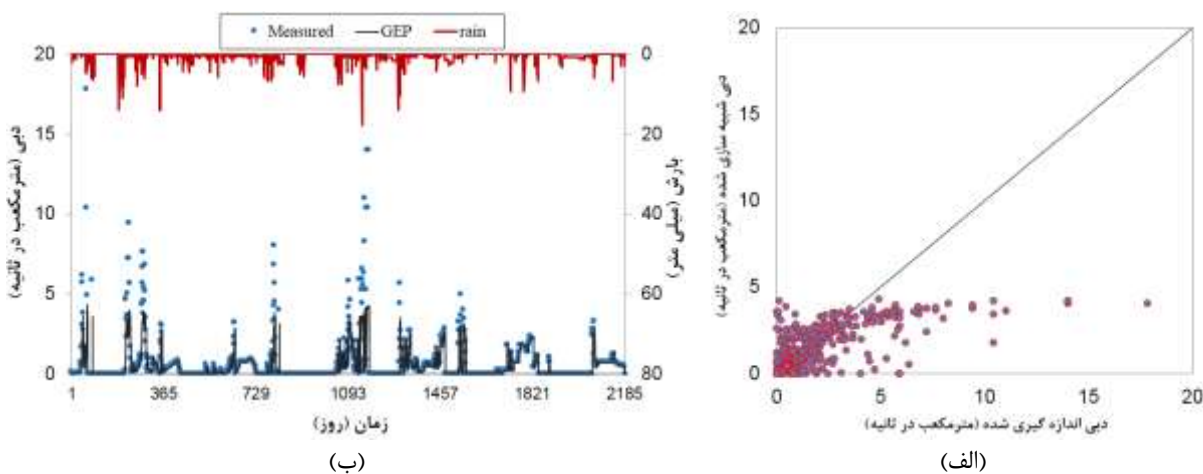 Measured GEP rain
20
15
10
5
0
0
20
40
60
80
1 365 729 1093 1457 1821 2185
دبی (مترمکعب در ثانیه)
بارش (میلی متر)
زمان (روز)
(ب)
20
15
10
5
0
0 5 10 15 20
دبی شبیه سازی شده (مترمکعب در ثانیه)
دبی اندازه گیری شده (مترمکعب در ثانیه)
(الف)